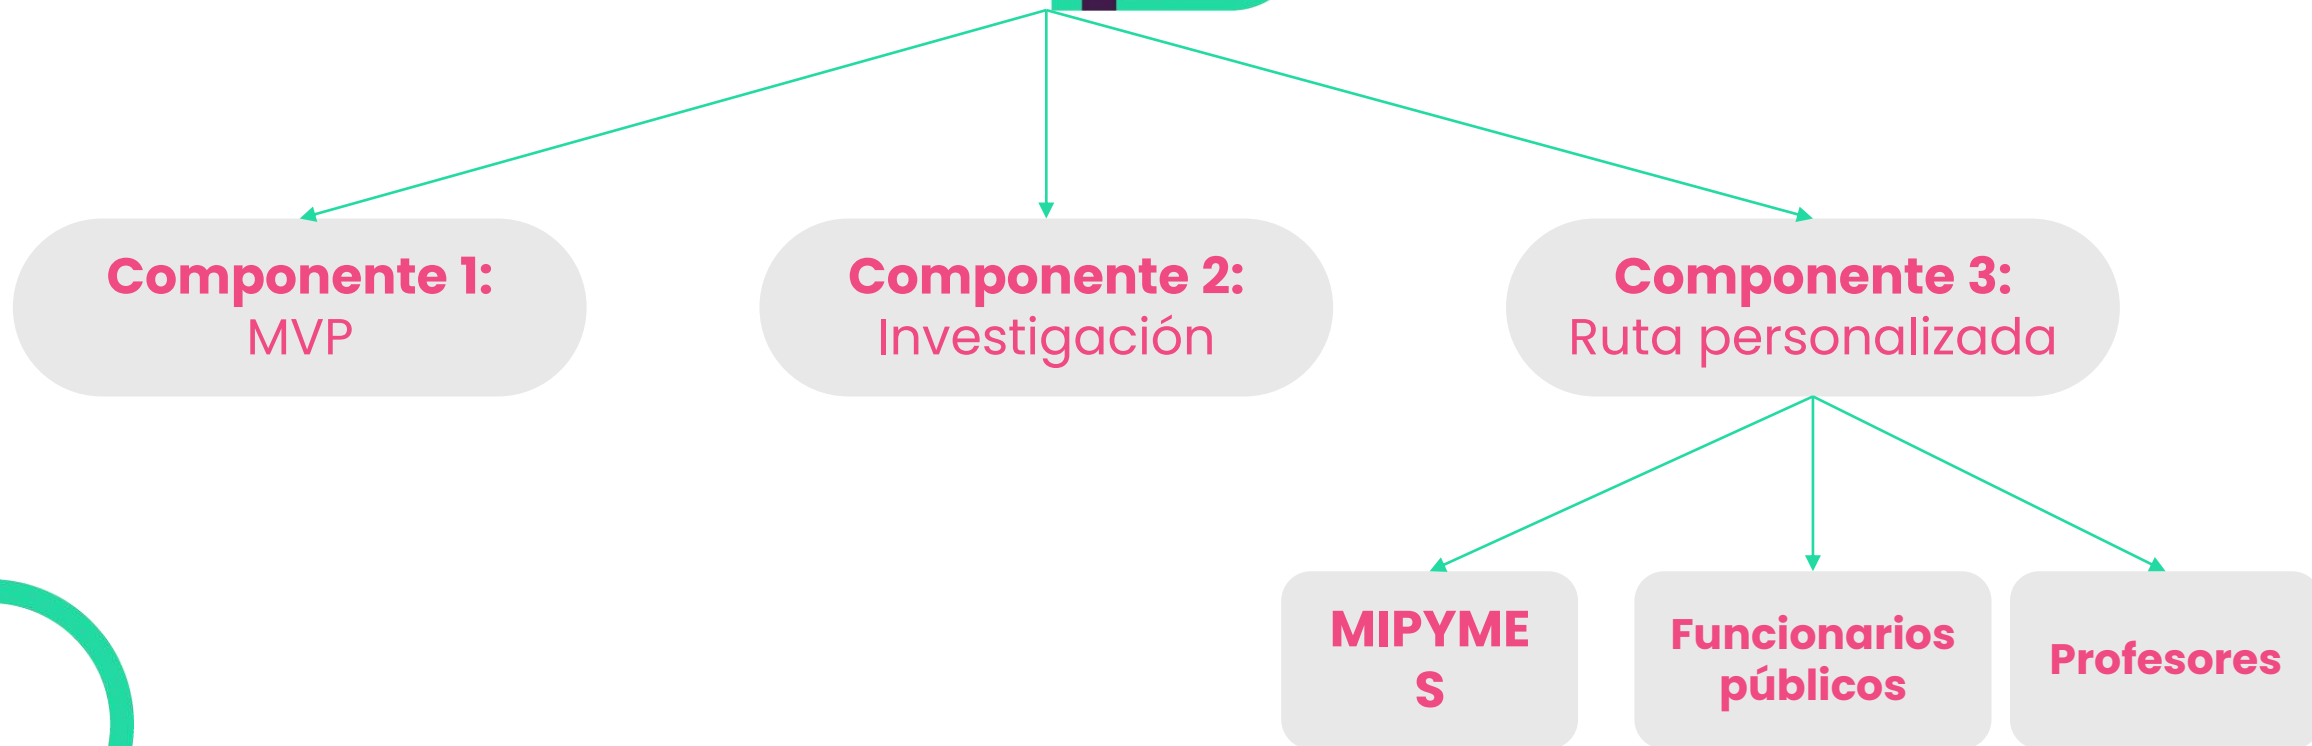 Componente 1:
MVP
Componente 2:
Investigación
Componente 3:
Ruta personalizada
MIPYME
S
Funcionarios
públicos
Profesores